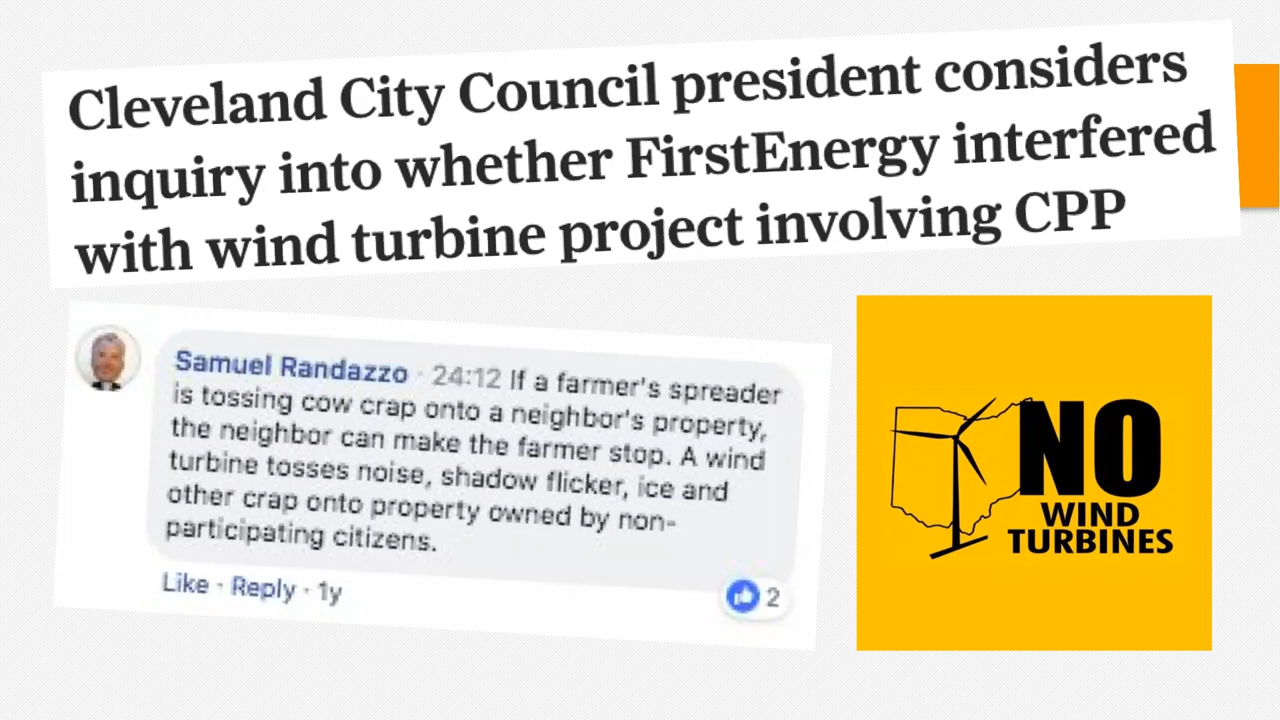 Cleveland City Council president considers
inquiry into whether FirstEnergy interfered
with wind turbine project involving CPP
Samuel Randazzo · 24:12 If a farmer's spreader
is tossing cow crap onto a neighbor's property,
the neighbor can make the farmer stop. A wind
turbine tosses noise, shadow flicker, ice and
other crap onto property owned by non-
participating citizens.
Like · Reply · 1y
2
NO
WIND
TURBINES